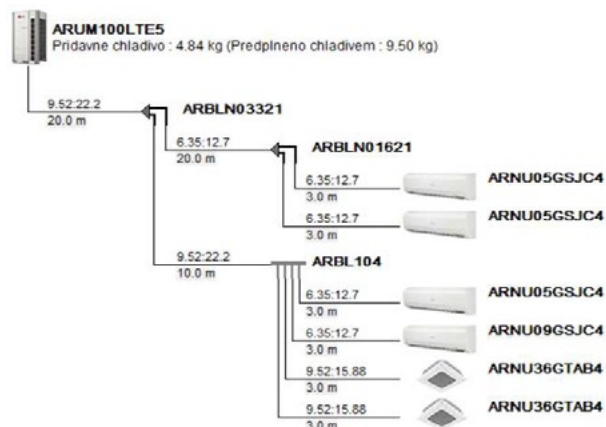 ARUM100LTE5
Pridavne chladivo : 4.84 kg (Predplneno chladivem : 9.50 kg)
9.52:22.2
20.0 m
ARBLN03321
6.35:12.7
20.0 m
ARBLN01621
6.35:12.7
3.0 m
ARNU05GSJC4
6.35:12.7
3.0 m
ARNU05GSJC4
9.52:22.2
10.0 m
ARBL104
6.35:12.7
3.0 m
ARNU05GSJC4
6.35:12.7
3.0 m
ARNU09GSJC4
9.52:15.88
3.0 m
ARNU36GTAB4
9.52:15.88
3.0 m
ARNU36GTAB4